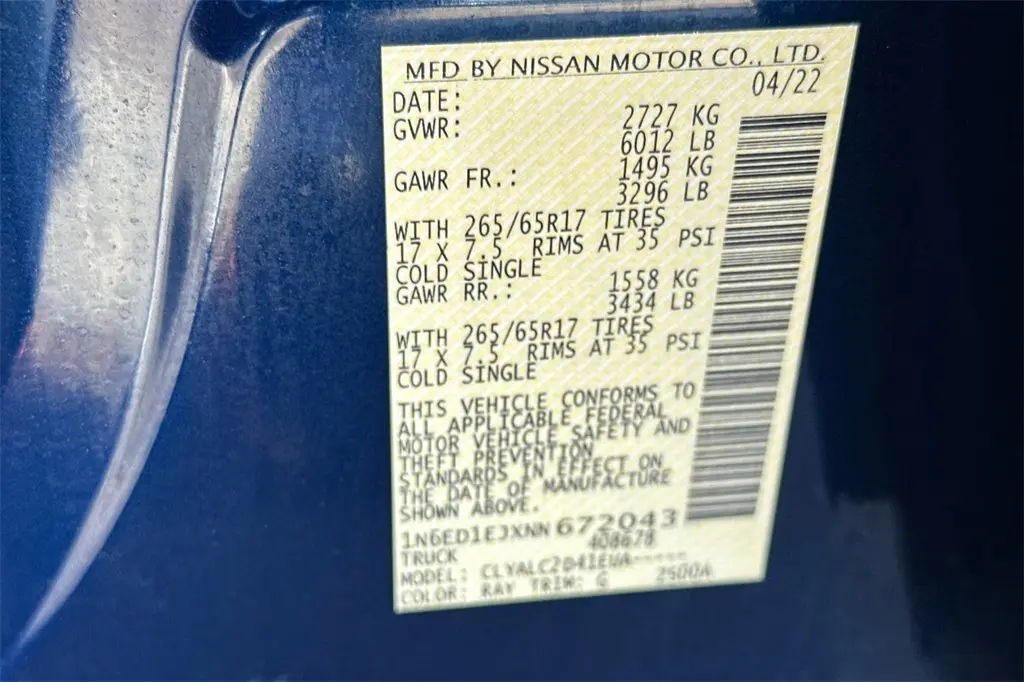 MFD BY NISSAN MOTOR CO., LTD.
DATE: 04/22
GVWR: 2727 KG
6012 LB
GAWR FR.: 1495 KG
3296 LB
WITH 265/65R17 TIRES
17 X 7.5 RIMS AT 35 PSI
COLD SINGLE
GAWR RR.: 1558 KG
3434 LB
WITH 265/65R17 TIRES
17 X 7.5 RIMS AT 35 PSI
COLD SINGLE
THIS VEHICLE CONFORMS TO
ALL APPLICABLE FEDERAL
MOTOR VEHICLE SAFETY AND
THEFT PREVENTION
STANDARDS IN EFFECT ON
THE DATE OF MANUFACTURE
SHOWN ABOVE.
1N6ED1EJXNN672043
TRUCK
MODEL:
COLOR: RAY TRIM: G 2500A